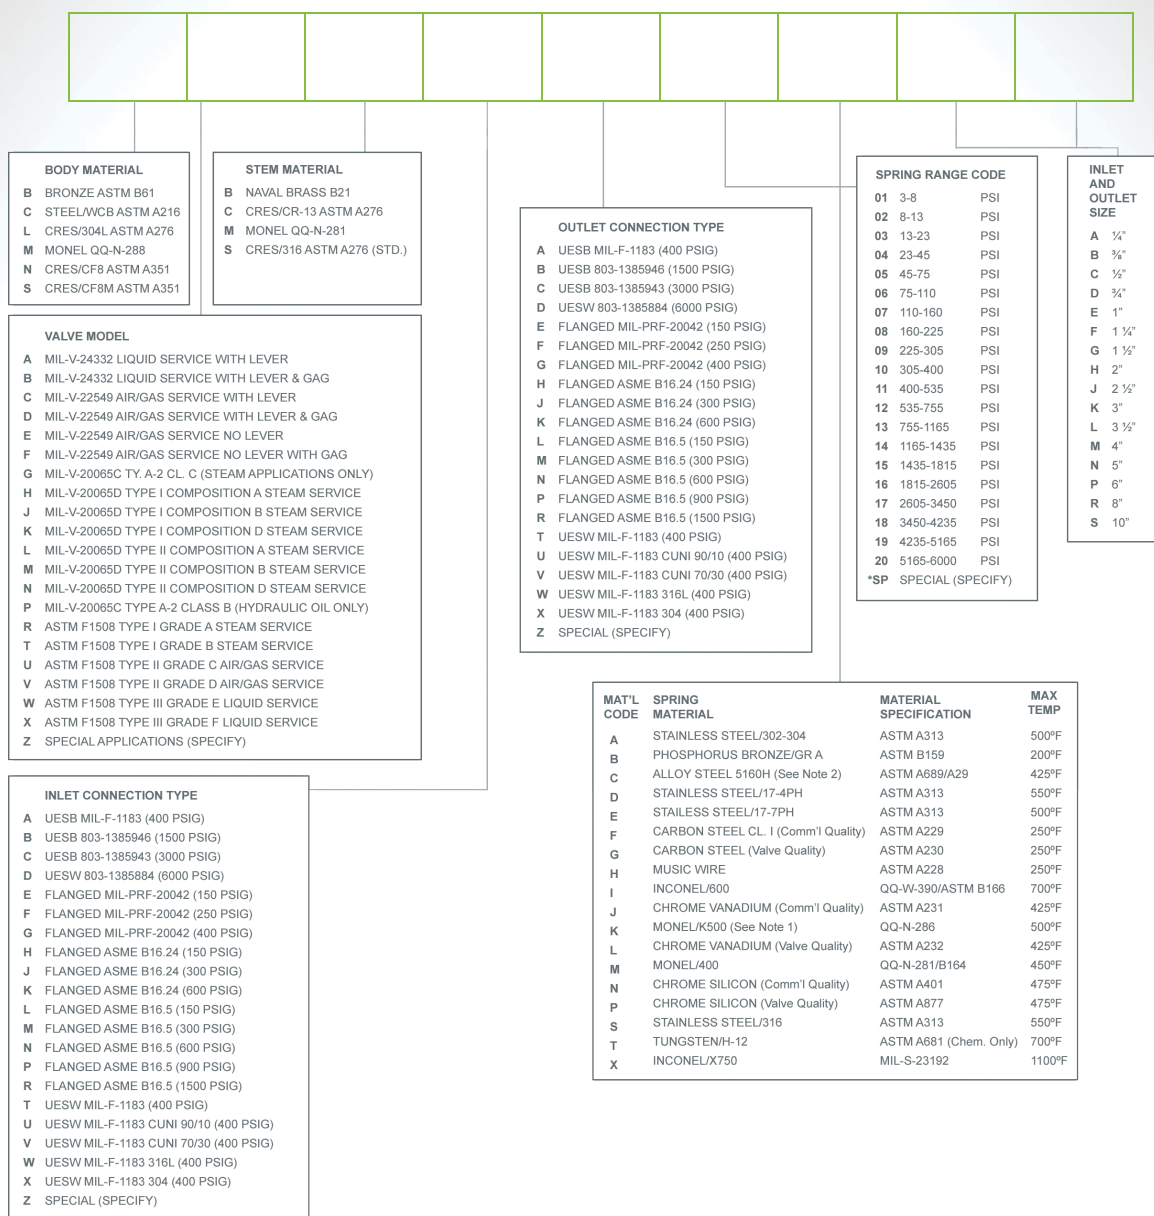 BODY MATERIAL
B BRONZE ASTM B61
C STEEL/WCB ASTM A216
L CRES/304L ASTM A276
M MONEL QQ-N-288
N CRES/CF8 ASTM A351
S CRES/CF8M ASTM A351
STEM MATERIAL
B NAVAL BRASS B21
C CRES/CR-13 ASTM A276
M MONEL QQ-N-281
S CRES/316 ASTM A276 (STD.)
VALVE MODEL
A MIL-V-24332 LIQUID SERVICE WITH LEVER
B MIL-V-24332 LIQUID SERVICE WITH LEVER & GAG
C MIL-V-22549 AIR/GAS SERVICE WITH LEVER
D MIL-V-22549 AIR/GAS SERVICE WITH LEVER & GAG
E MIL-V-22549 AIR/GAS SERVICE NO LEVER
F MIL-V-22549 AIR/GAS SERVICE NO LEVER WITH GAG
G MIL-V-20065C TY. A-2 CL. C (STEAM APPLICATIONS ONLY)
H MIL-V-20065D TYPE I COMPOSITION A STEAM SERVICE
J MIL-V-20065D TYPE I COMPOSITION B STEAM SERVICE
K MIL-V-20065D TYPE I COMPOSITION D STEAM SERVICE
L MIL-V-20065D TYPE II COMPOSITION A STEAM SERVICE
M MIL-V-20065D TYPE II COMPOSITION B STEAM SERVICE
N MIL-V-20065D TYPE II COMPOSITION D STEAM SERVICE
P MIL-V-20065C TYPE A-2 CLASS B (HYDRAULIC OIL ONLY)
R ASTM F1508 TYPE I GRADE A STEAM SERVICE
T ASTM F1508 TYPE I GRADE B STEAM SERVICE
U ASTM F1508 TYPE II GRADE C AIR/GAS SERVICE
V ASTM F1508 TYPE II GRADE D AIR/GAS SERVICE
W ASTM F1508 TYPE III GRADE E LIQUID SERVICE
X ASTM F1508 TYPE III GRADE F LIQUID SERVICE
Z SPECIAL APPLICATIONS (SPECIFY)
INLET CONNECTION TYPE
A UESB MIL-F-1183 (400 PSIG)
B UESB 803-1385946 (1500 PSIG)
C UESB 803-1385943 (3000 PSIG)
D UESW 803-1385884 (6000 PSIG)
E FLANGED MIL-PRF-20042 (150 PSIG)
F FLANGED MIL-PRF-20042 (250 PSIG)
G FLANGED MIL-PRF-20042 (400 PSIG)
H FLANGED ASME B16.24 (150 PSIG)
J FLANGED ASME B16.24 (300 PSIG)
K FLANGED ASME B16.24 (600 PSIG)
L FLANGED ASME B16.5 (150 PSIG)
M FLANGED ASME B16.5 (300 PSIG)
N FLANGED ASME B16.5 (600 PSIG)
P FLANGED ASME B16.5 (900 PSIG)
R FLANGED ASME B16.5 (1500 PSIG)
T UESW MIL-F-1183 (400 PSIG)
U UESW MIL-F-1183 CUNI 90/10 (400 PSIG)
V UESW MIL-F-1183 CUNI 70/30 (400 PSIG)
W UESW MIL-F-1183 316L (400 PSIG)
X UESW MIL-F-1183 304 (400 PSIG)
Z SPECIAL (SPECIFY)
OUTLET CONNECTION TYPE
A UESB MIL-F-1183 (400 PSIG)
B UESB 803-1385946 (1500 PSIG)
C UESB 803-1385943 (3000 PSIG)
D UESW 803-1385884 (6000 PSIG)
E FLANGED MIL-PRF-20042 (150 PSIG)
F FLANGED MIL-PRF-20042 (250 PSIG)
G FLANGED MIL-PRF-20042 (400 PSIG)
H FLANGED ASME B16.24 (150 PSIG)
J FLANGED ASME B16.24 (300 PSIG)
K FLANGED ASME B16.24 (600 PSIG)
L FLANGED ASME B16.5 (150 PSIG)
M FLANGED ASME B16.5 (300 PSIG)
N FLANGED ASME B16.5 (600 PSIG)
P FLANGED ASME B16.5 (900 PSIG)
R FLANGED ASME B16.5 (1500 PSIG)
T UESW MIL-F-1183 (400 PSIG)
U UESW MIL-F-1183 CUNI 90/10 (400 PSIG)
V UESW MIL-F-1183 CUNI 70/30 (400 PSIG)
W UESW MIL-F-1183 316L (400 PSIG)
X UESW MIL-F-1183 304 (400 PSIG)
Z SPECIAL (SPECIFY)
SPRING RANGE CODE
01 3-8 PSI
02 8-13 PSI
03 13-23 PSI
04 23-45 PSI
05 45-75 PSI
06 75-110 PSI
07 110-160 PSI
08 160-225 PSI
09 225-305 PSI
10 305-400 PSI
11 400-535 PSI
12 535-755 PSI
13 755-1165 PSI
14 1165-1435 PSI
15 1435-1815 PSI
16 1815-2605 PSI
17 2605-3450 PSI
18 3450-4235 PSI
19 4235-5165 PSI
20 5165-6000 PSI
*SP SPECIAL (SPECIFY)
INLET
AND
OUTLET
SIZE
A ¼"
B ⅜"
C ½"
D ¾"
E 1"
F 1 ¼"
G 1 ½"
H 2"
J 2 ½"
K 3"
L 3 ½"
M 4"
N 5"
P 6"
R 8"
S 10"
MAT'L SPRING MATERIAL MAX
CODE MATERIAL SPECIFICATION TEMP
A STAINLESS STEEL/302-304 ASTM A313 500ºF
B PHOSPHORUS BRONZE/GR A ASTM B159 200ºF
C ALLOY STEEL 5160H (See Note 2) ASTM A689/A29 425ºF
D STAINLESS STEEL/17-4PH ASTM A313 550ºF
E STAILESS STEEL/17-7PH ASTM A313 500ºF
F CARBON STEEL CL. I (Comm'l Quality) ASTM A229 250ºF
G CARBON STEEL (Valve Quality) ASTM A230 250ºF
H MUSIC WIRE ASTM A228 250ºF
I INCONEL/600 QQ-W-390/ASTM B166 700ºF
J CHROME VANADIUM (Comm'l Quality) ASTM A231 425ºF
K MONEL/K500 (See Note 1) QQ-N-286 500ºF
L CHROME VANADIUM (Valve Quality) ASTM A232 425ºF
M MONEL/400 QQ-N-281/B164 450ºF
N CHROME SILICON (Comm'l Quality) ASTM A401 475ºF
P CHROME SILICON (Valve Quality) ASTM A877 475ºF
S STAINLESS STEEL/316 ASTM A313 550ºF
T TUNGSTEN/H-12 ASTM A681 (Chem. Only) 700ºF
X INCONEL/X750 MIL-S-23192 1100ºF